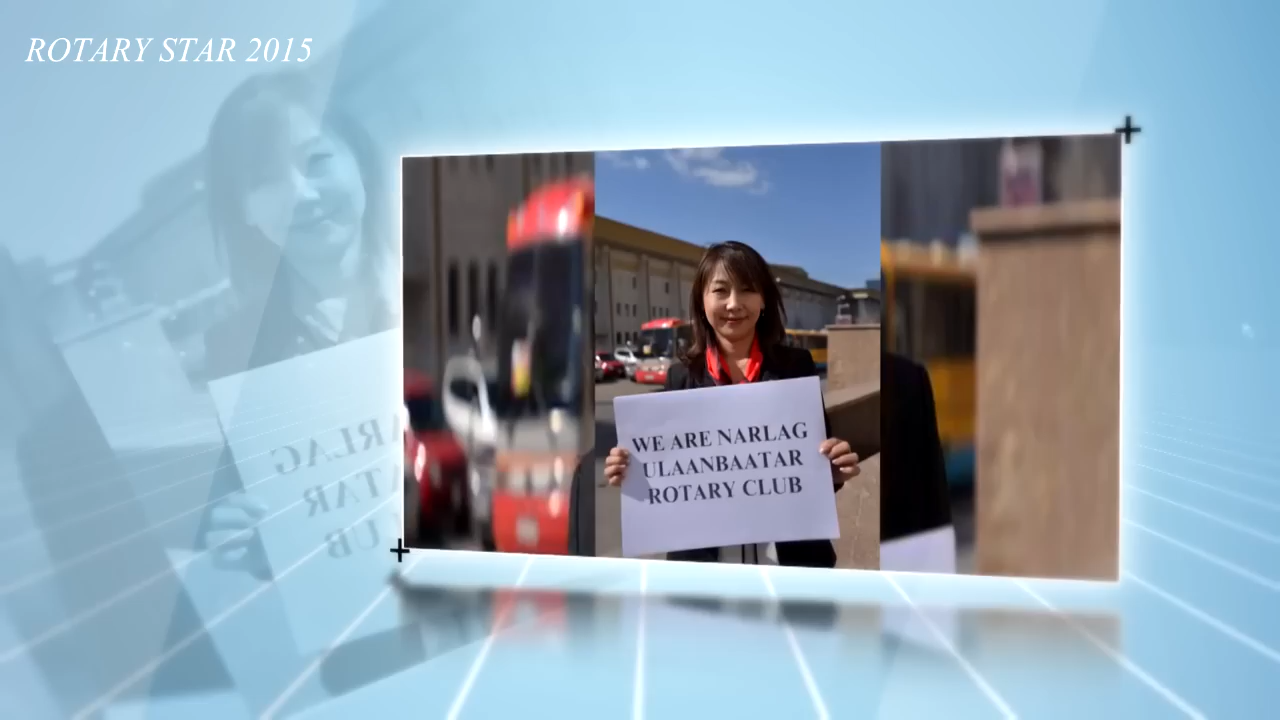 ROTARY STAR 2015
WE ARE NARLAG
ULAANBAATAR
ROTARY CLUB